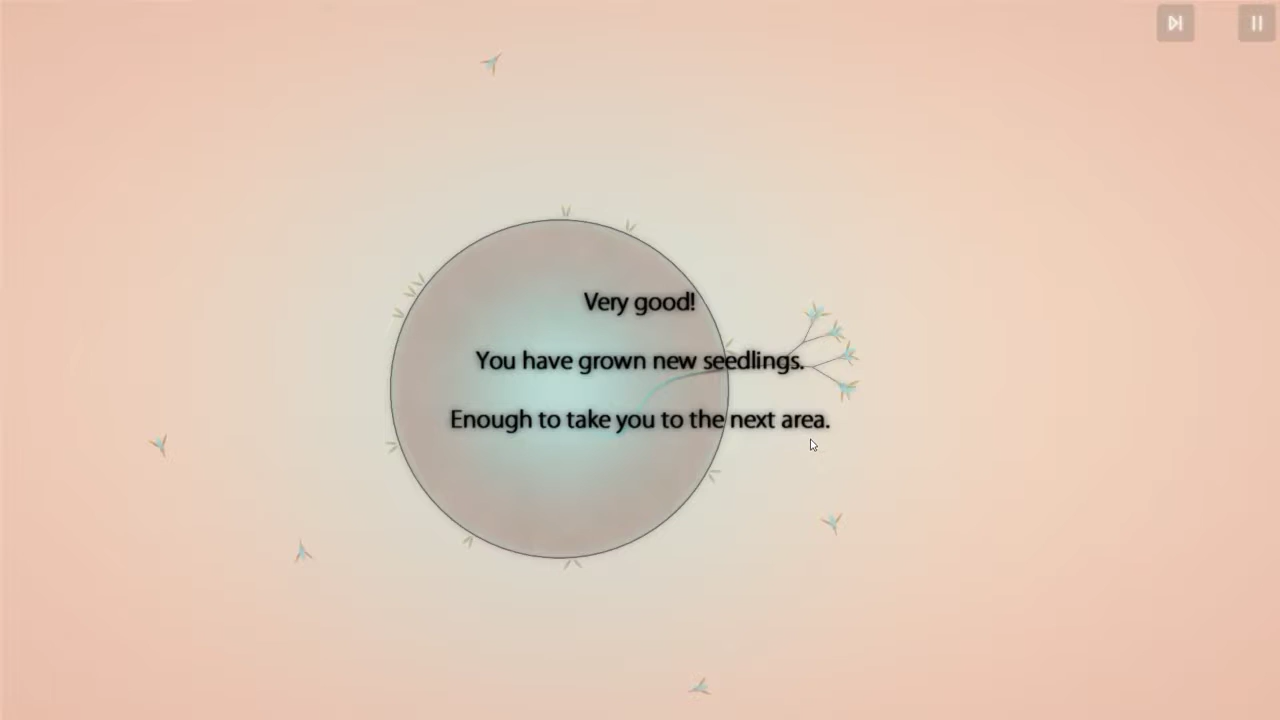 Very good!
You have grown new seedlings.
Enough to take you to the next area.